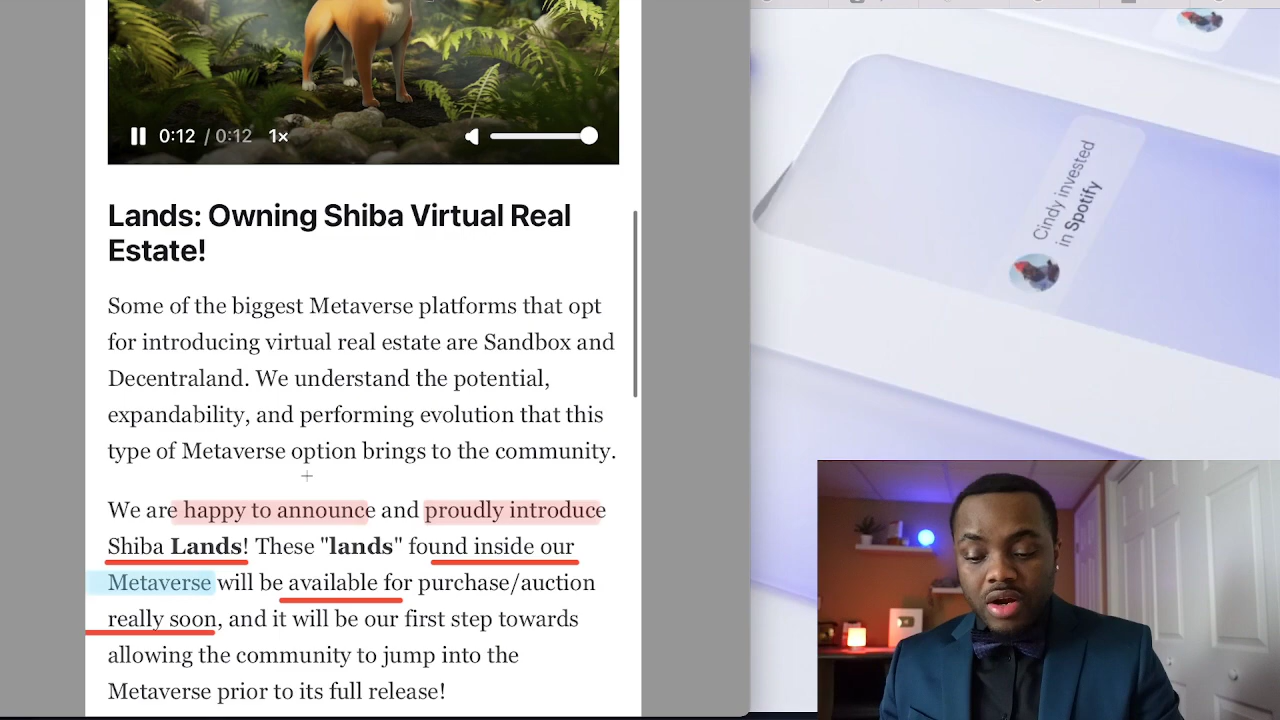 0:12 / 0:12 1×
Lands: Owning Shiba Virtual Real
Estate!
Some of the biggest Metaverse platforms that opt
for introducing virtual real estate are Sandbox and
Decentraland. We understand the potential,
expandability, and performing evolution that this
type of Metaverse option brings to the community.
We are happy to announce and proudly introduce
Shiba Lands! These "lands" found inside our
Metaverse will be available for purchase/auction
really soon, and it will be our first step towards
allowing the community to jump into the
Metaverse prior to its full release!
Cindy invested
in Spotify